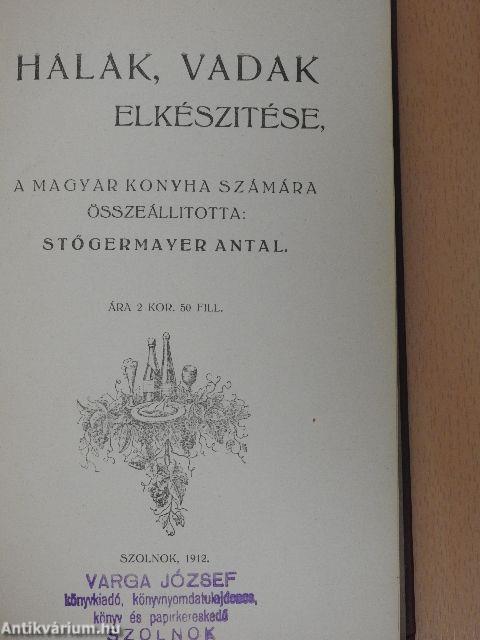 HALAK, VADAK
ELKÉSZITÉSE,
A MAGYAR KONYHA SZÁMÁRA
ÖSSZEÁLLITOTTA:
STŐGERMAYER ANTAL.
ÁRA 2 KOR. 50 FILL.
SZOLNOK, 1912.
VARGA JÓZSEF
könyvkiadó, könyvnyomdatulajdonos,
könyv és papirkereskedő
SZOLNOK
Antikvárium.hu